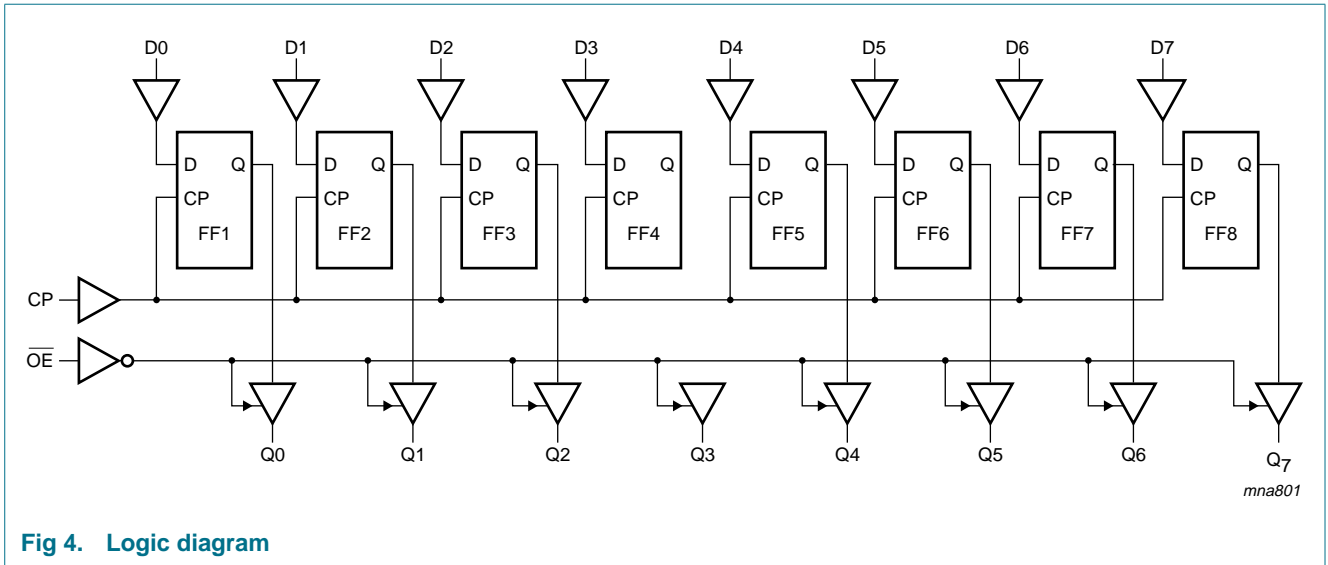 D0 D1 D2 D3 D4 D5 D6 D7
D Q D Q D Q D Q D Q D Q D Q D Q
CP CP CP CP CP CP CP CP
FF1 FF2 FF3 FF4 FF5 FF6 FF7 FF8
CP
O̅E̅
Q0 Q1 Q2 Q3 Q4 Q5 Q6 Q7
mna801
Fig 4. Logic diagram